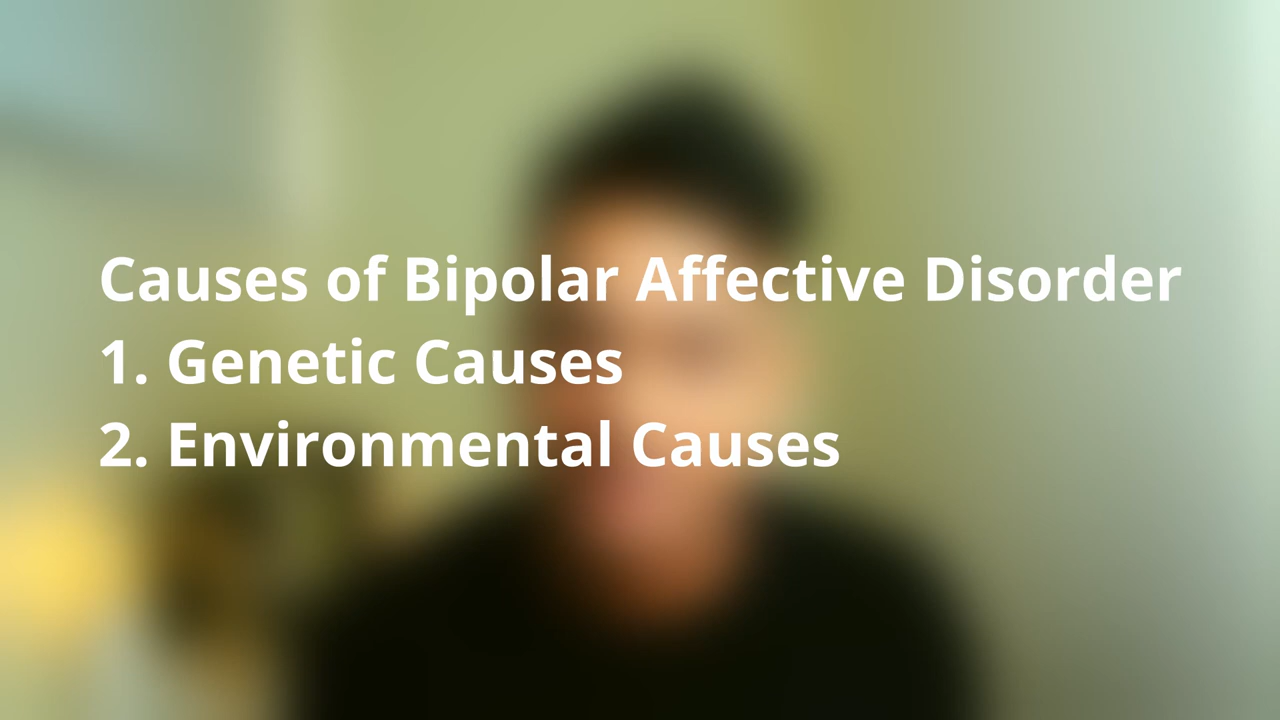 Causes of Bipolar Affective Disorder
1. Genetic Causes
2. Environmental Causes